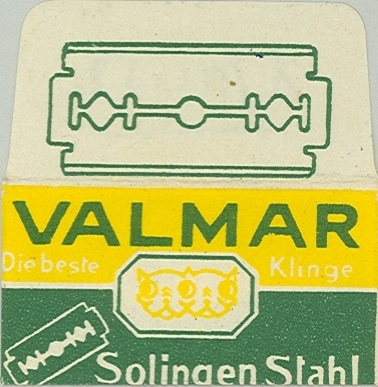 VALMAR
Die beste Klinge
Solingen Stahl